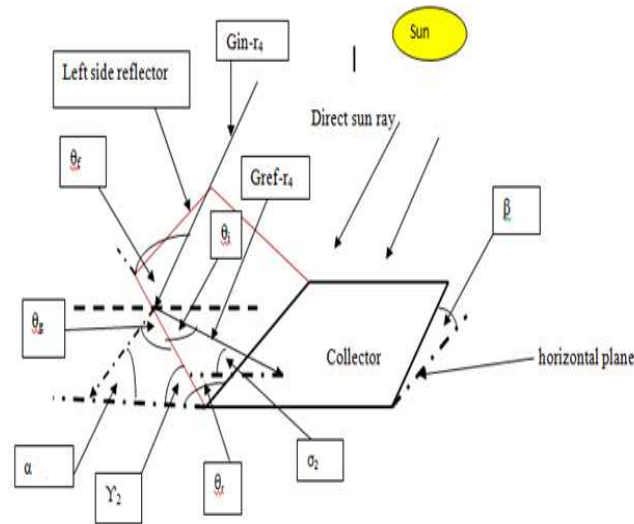 Sun
Gin-r₄
Left side reflector
Direct sun ray
θf
Gref-r₄
β
θi
θg
Collector
horizontal plane
α
ϒ₂
θr
σ₂